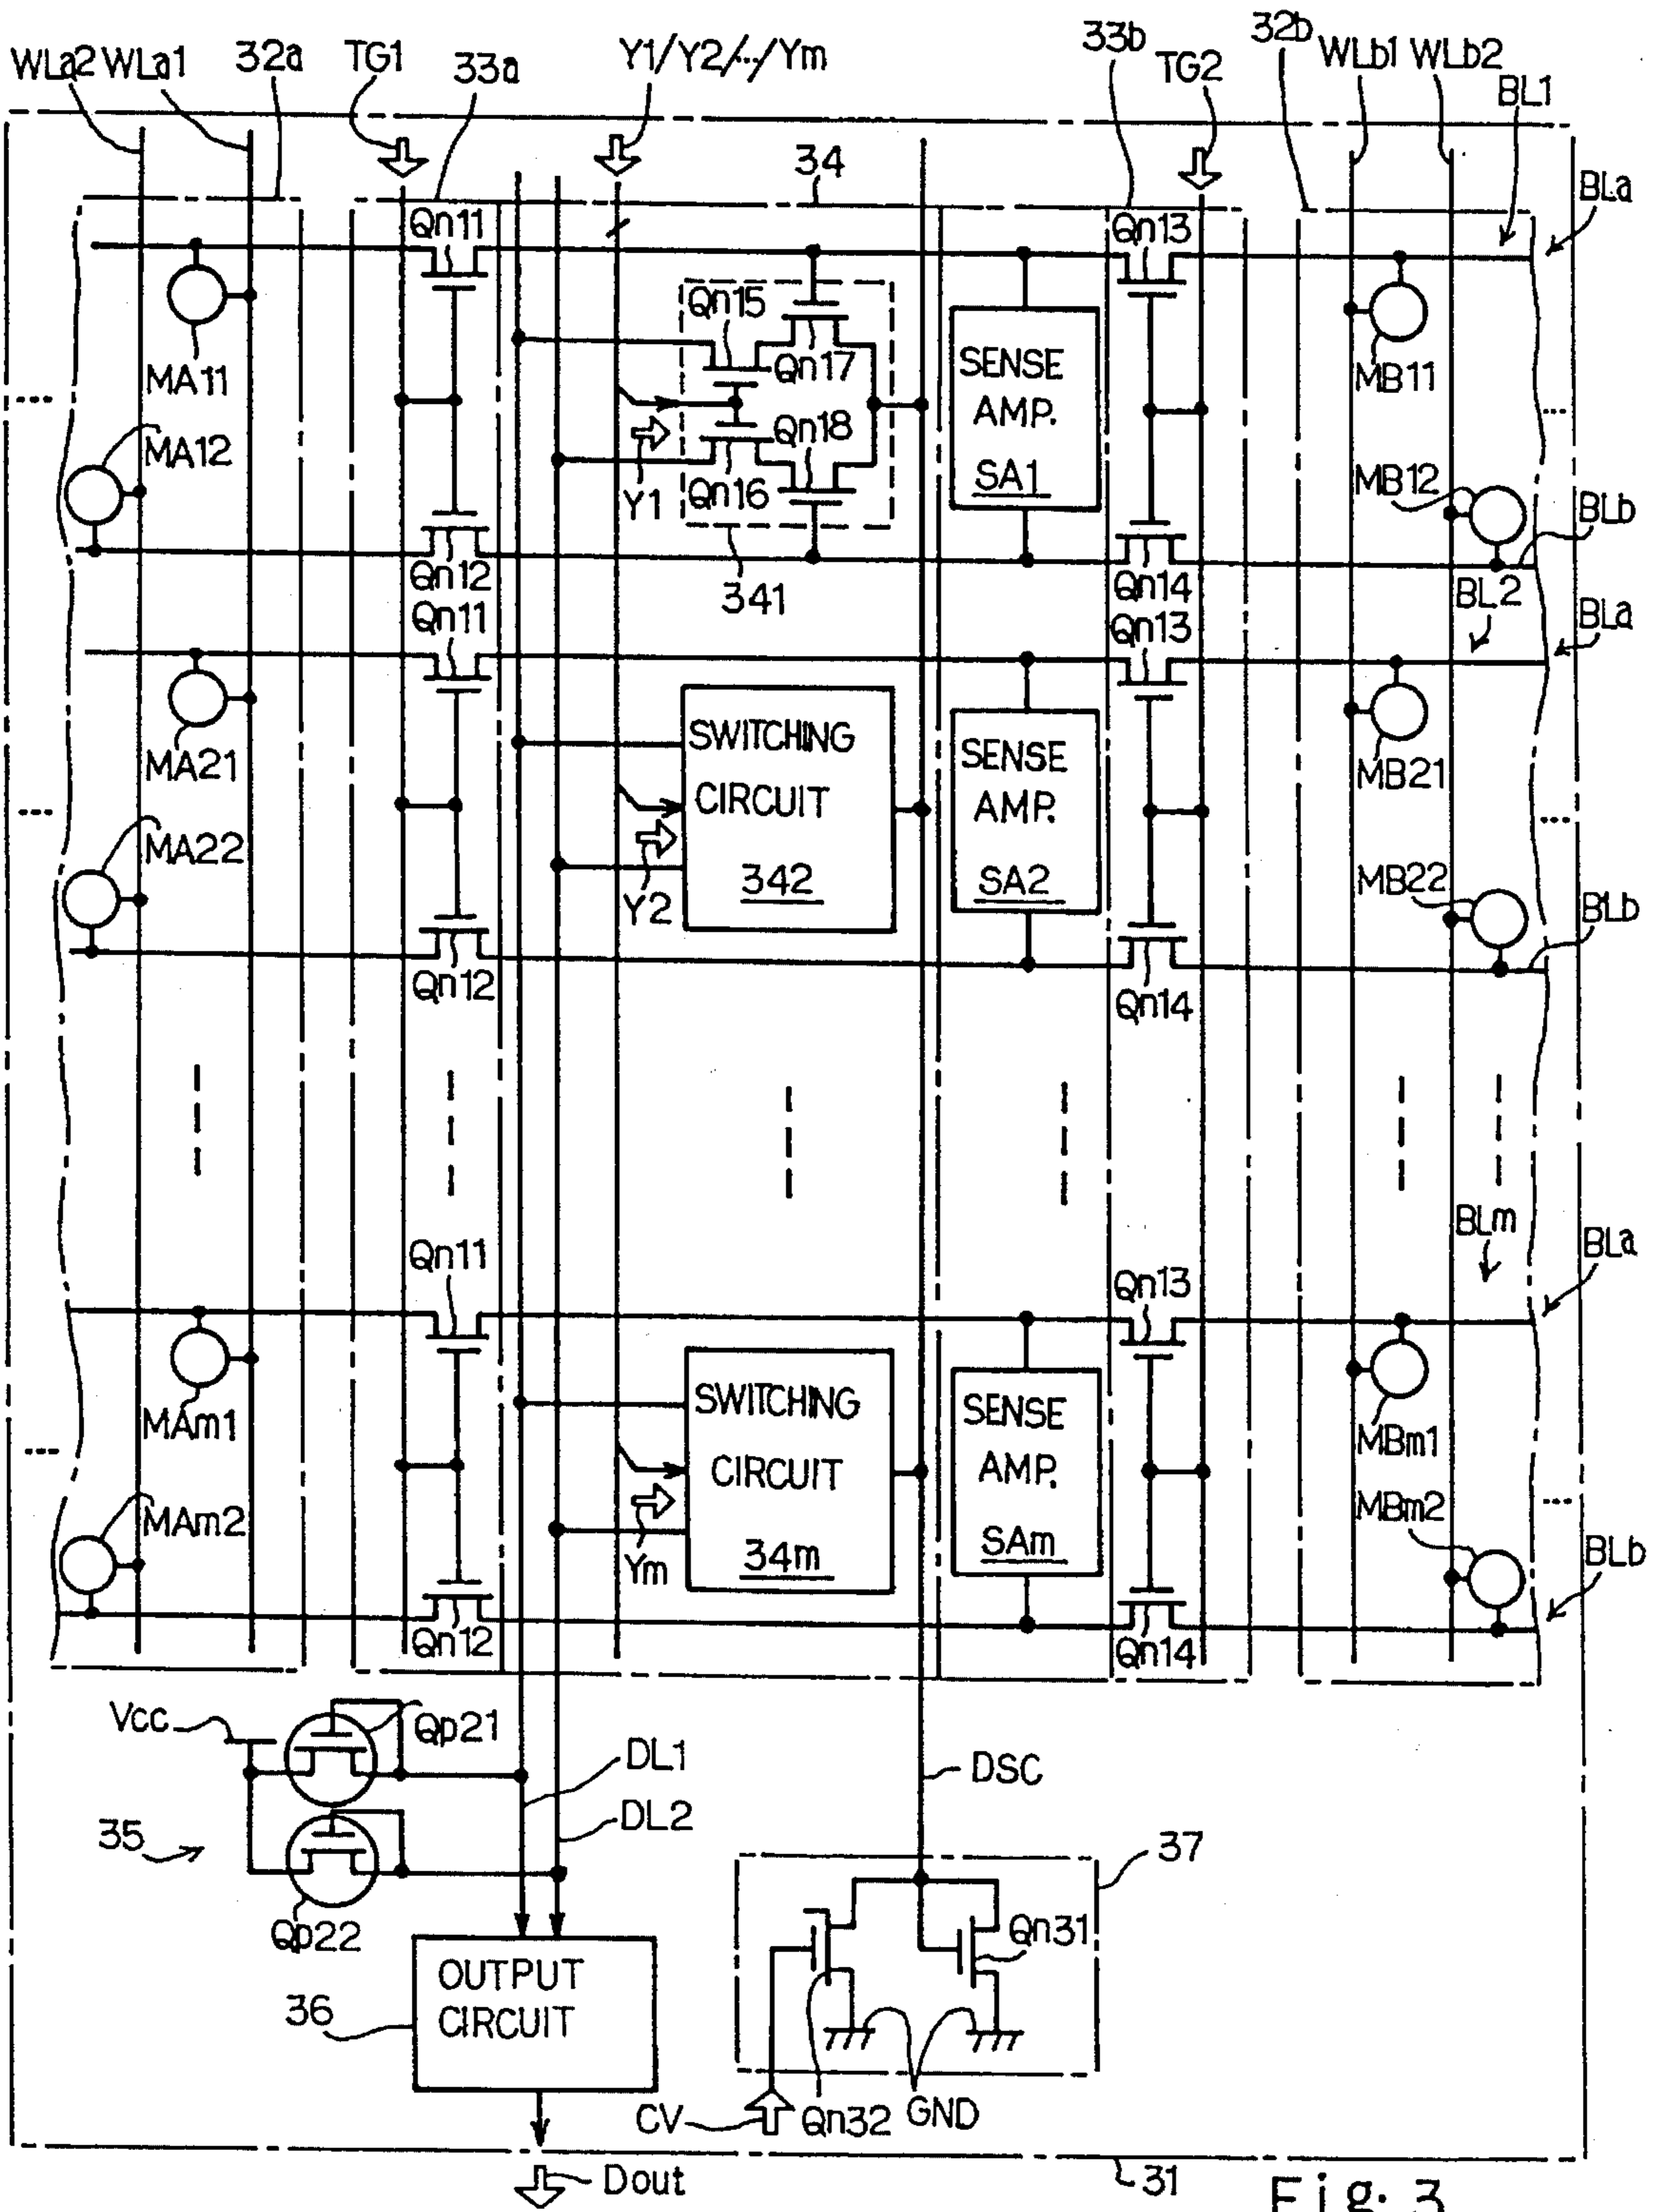 WLa2 WLa1 32a TG1 33a Y1/Y2/.../Ym 33b TG2 32b WLb1 WLb2
BL1
34
BLa
Qn11 Qn13
Qn15
Qn17
MA11
SENSE
AMP.
SA1
MB11
... ...
MA12
Qn18
MB12
Y1
Qn16
BLb
Qn12
341
Qn14
BL2
Qn11 Qn13
BLa
MA21
SWITCHING
CIRCUIT
342
SENSE
AMP.
SA2
MB21
... ...
MA22
MB22
Y2
BLb
Qn12 Qn14
BLm
Qn11 Qn13
BLa
MAm1
SWITCHING
CIRCUIT
34m
SENSE
AMP.
SAm
MBm1
... ...
MAm2
MBm2
Ym
BLb
Qn12 Qn14
Vcc Qp21
DL1 DSC
DL2
35
37
Qp22
Qn31
OUTPUT
CIRCUIT
36
CV Qn32 GND
Dout
31
Fig. 3